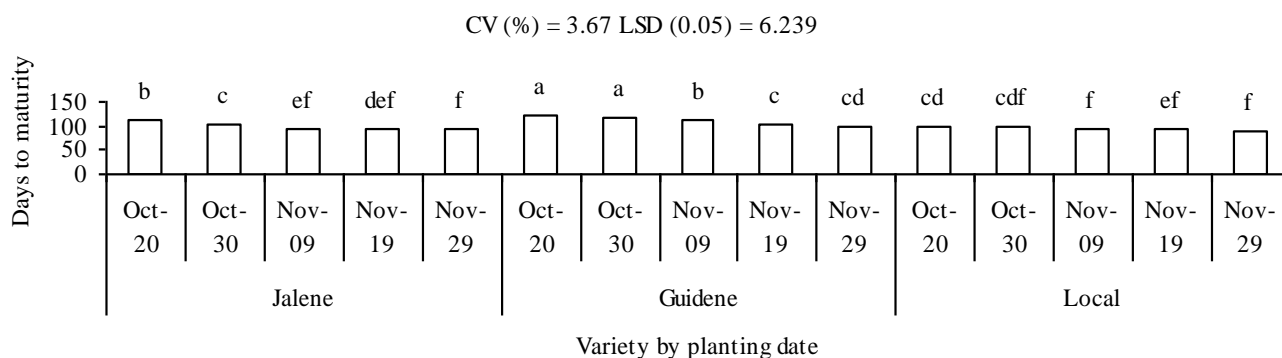 CV (%) = 3.67 LSD (0.05) = 6.239
b c ef def f a a b c cd cd cdf f ef f
Days to maturity
150
100
50
0
Oct-20 Oct-30 Nov-09 Nov-19 Nov-29 Oct-20 Oct-30 Nov-09 Nov-19 Nov-29 Oct-20 Oct-30 Nov-09 Nov-19 Nov-29
Jalene Guidene Local
Variety by planting date